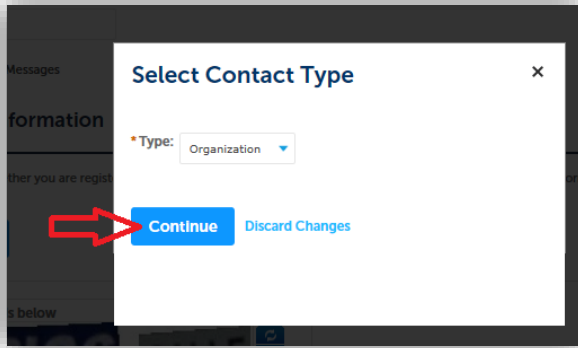 Messages
Select Contact Type
×
formation
* Type:
Organization
ther you are regist
Continue
Discard Changes
s below